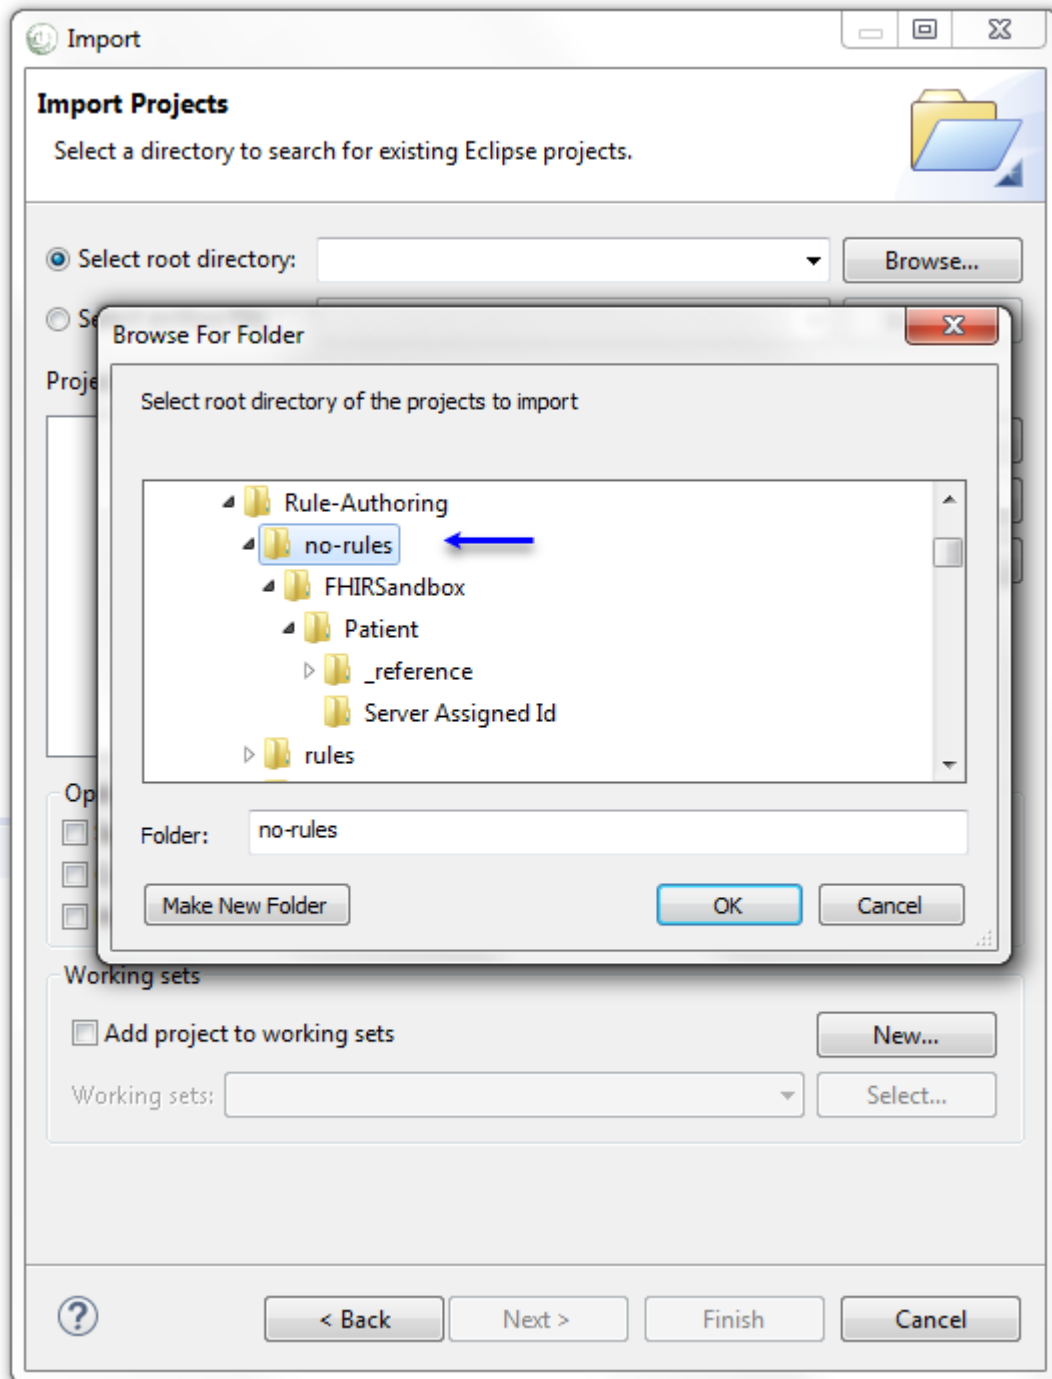 Import
Import Projects
Select a directory to search for existing Eclipse projects.
Select root directory: Browse...
Browse For Folder
Proje
Select root directory of the projects to import
Rule-Authoring
no-rules
FHIRSandbox
Patient
_reference
Server Assigned Id
rules
Op
Folder: no-rules
Make New Folder OK Cancel
Working sets
Add project to working sets New...
Working sets: Select...
< Back Next > Finish Cancel